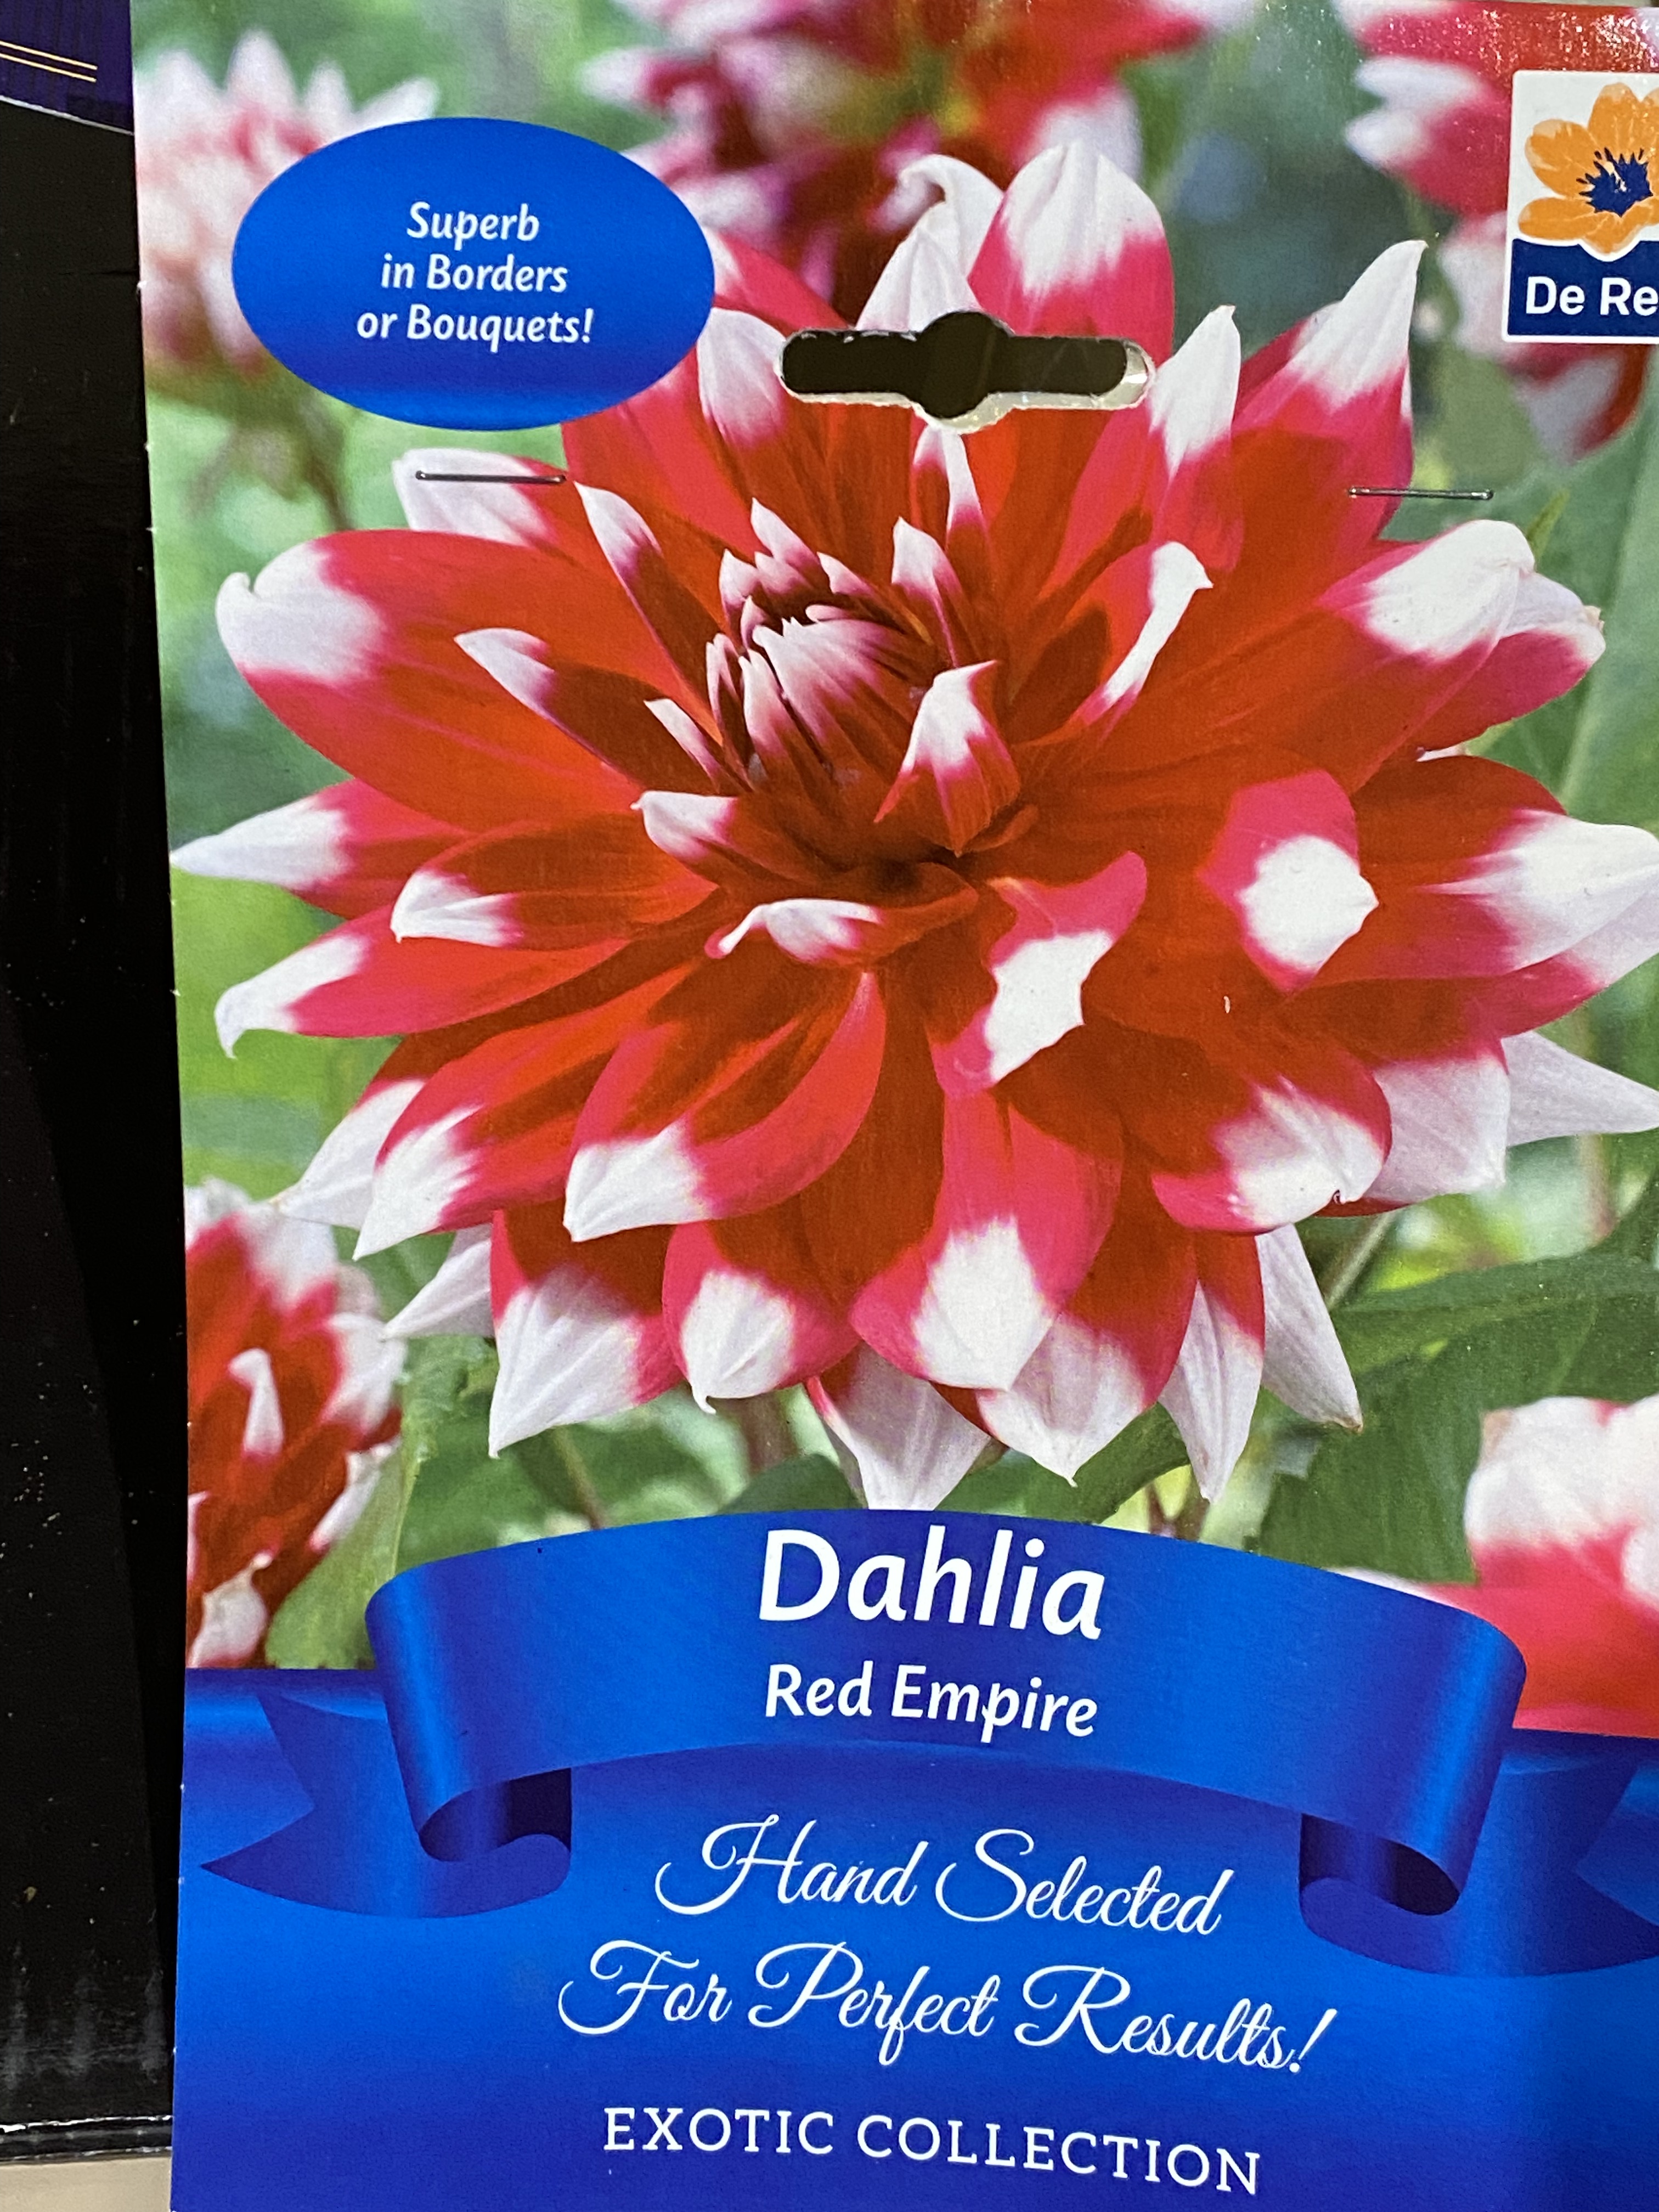 Superb
in Borders
or Bouquets!
De Re
Dahlia
Red Empire
Hand Selected
For Perfect Results!
EXOTIC COLLECTION